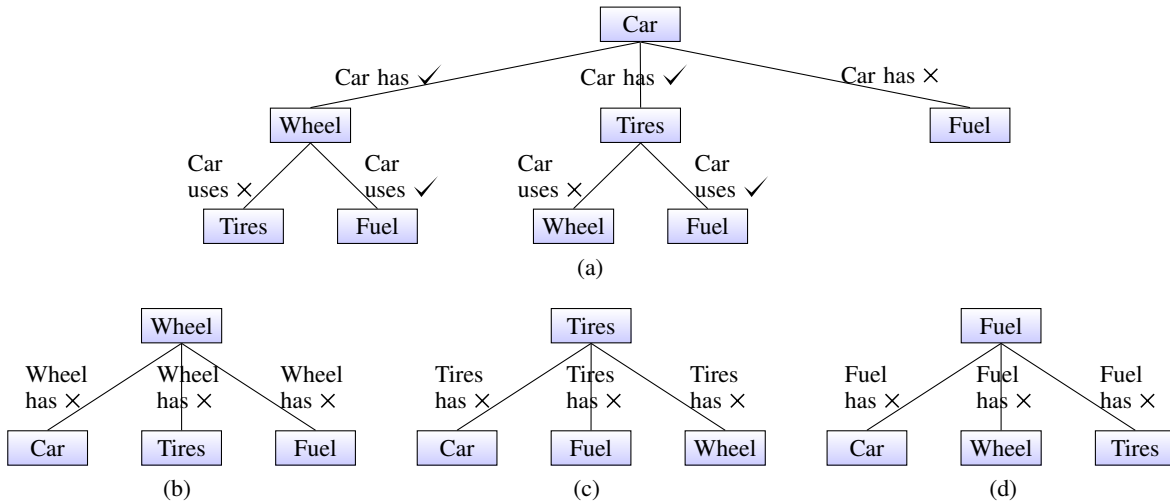 Car
Car has ✓ Car has ✓ Car has ×
Wheel Tires Fuel
Car Car Car Car
uses × uses ✓ uses × uses ✓
Tires Fuel Wheel Fuel
(a)
Wheel Tires Fuel
Wheel Wheel Wheel Tires Tires Tires Fuel Fuel Fuel
has × has × has × has × has × has × has × has × has ×
Car Tires Fuel Car Fuel Wheel Car Wheel Tires
(b) (c) (d)